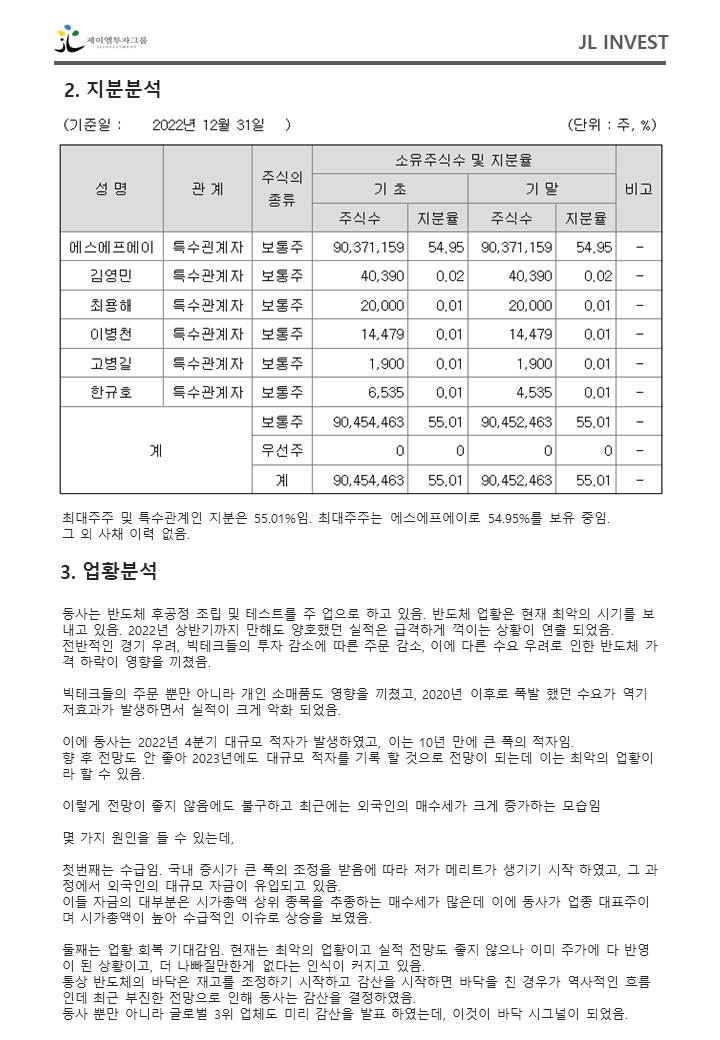 제이엘투자그룹
JLINVESTMENT
JL INVEST
2. 지분분석
(기준일 : 2022년 12월 31일 )
(단위 : 주, %)
성 명 관 계 주식의 종류 소유주식수 및 지분율 비고
기 초 기 말
주식수 지분율 주식수 지분율
에스에프에이 특수관계자 보통주 90,371,159 54.95 90,371,159 54.95 -
김영민 특수관계자 보통주 40,390 0.02 40,390 0.02 -
최용해 특수관계자 보통주 20,000 0.01 20,000 0.01 -
이병천 특수관계자 보통주 14,479 0.01 14,479 0.01 -
고병길 특수관계자 보통주 1,900 0.01 1,900 0.01 -
한규호 특수관계자 보통주 6,535 0.01 4,535 0.01 -
계 보통주 90,454,463 55.01 90,452,463 55.01 -
우선주 0 0 0 0 -
계 90,454,463 55.01 90,452,463 55.01 -
최대주주 및 특수관계인 지분은 55.01%임. 최대주주는 에스에프에이로 54.95%를 보유 중임.
그 외 사채 이력 없음.
3. 업황분석
동사는 반도체 후공정 조립 및 테스트를 주 업으로 하고 있음. 반도체 업황은 현재 최악의 시기를 보
내고 있음. 2022년 상반기까지 만해도 양호했던 실적은 급격하게 꺽이는 상황이 연출 되었음.
전반적인 경기 우려, 빅테크들의 투자 감소에 따른 주문 감소, 이에 다른 수요 우려로 인한 반도체 가
격 하락이 영향을 끼쳤음.
빅테크들의 주문 뿐만 아니라 개인 소매품도 영향을 끼쳤고, 2020년 이후로 폭발 했던 수요가 역기
저효과가 발생하면서 실적이 크게 악화 되었음.
이에 동사는 2022년 4분기 대규모 적자가 발생하였고, 이는 10년 만에 큰 폭의 적자임.
향 후 전망도 안 좋아 2023년에도 대규모 적자를 기록 할 것으로 전망이 되는데 이는 최악의 업황이
라 할 수 있음.
이렇게 전망이 좋지 않음에도 불구하고 최근에는 외국인의 매수세가 크게 증가하는 모습임
몇 가지 원인을 들 수 있는데,
첫번째는 수급임. 국내 증시가 큰 폭의 조정을 받음에 따라 저가 메리트가 생기기 시작 하였고, 그 과
정에서 외국인의 대규모 자금이 유입되고 있음.
이들 자금의 대부분은 시가총액 상위 종목을 추종하는 매수세가 많은데 이에 동사가 업종 대표주이
며 시가총액이 높아 수급적인 이슈로 상승을 보였음.
둘째는 업황 회복 기대감임. 현재는 최악의 업황이고 실적 전망도 좋지 않으나 이미 주가에 다 반영
이 된 상황이고, 더 나빠질만한게 없다는 인식이 커지고 있음.
통상 반도체의 바닥은 재고를 조정하기 시작하고 감산을 시작하면 바닥을 친 경우가 역사적인 흐름
인데 최근 부진한 전망으로 인해 동사는 감산을 결정하였음.
동사 뿐만 아니라 글로벌 3위 업체도 미리 감산을 발표 하였는데, 이것이 바닥 시그널이 되었음.